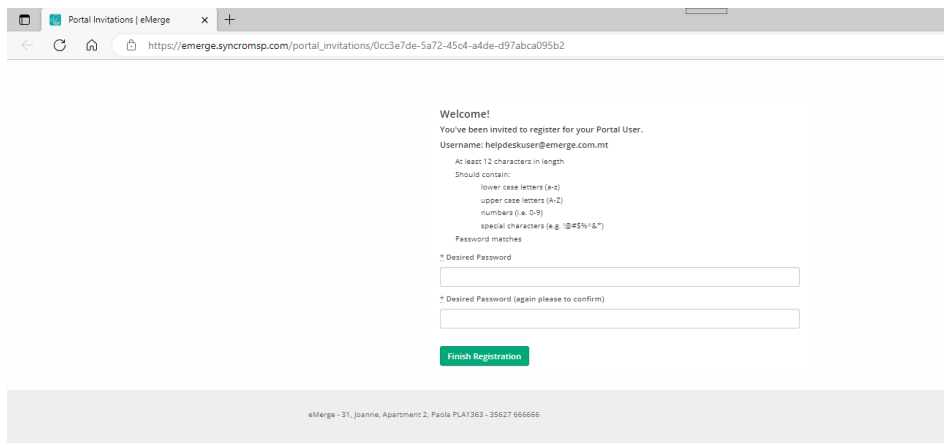 Portal Invitations | eMerge
https://emerge.syncromsp.com/portal_invitations/0cc3e7de-5a72-45c4-a4de-d97abca095b2
Welcome!
You've been invited to register for your Portal User.
Username: helpdeskuser@emerge.com.mt
At least 12 characters in length
Should contain:
lower case letters (a-z)
upper case letters (A-Z)
numbers (i.e. 0-9)
special characters (e.g. !@#$%^&*)
Password matches
* Desired Password
* Desired Password (again please to confirm)
Finish Registration
eMerge - 31, Joanne, Apartment 2, Paola PLA1363 - 35627 666666